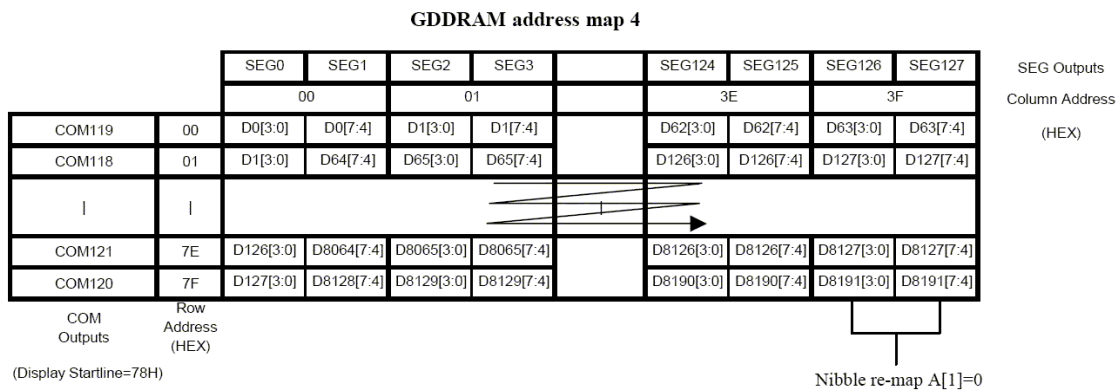 GDDRAM address map 4
SEG0 SEG1 SEG2 SEG3 SEG124 SEG125 SEG126 SEG127 SEG Outputs
00 01 3E 3F Column Address
COM119 00 D0[3:0] D0[7:4] D1[3:0] D1[7:4] D62[3:0] D62[7:4] D63[3:0] D63[7:4] (HEX)
COM118 01 D1[3:0] D64[7:4] D65[3:0] D65[7:4] D126[3:0] D126[7:4] D127[3:0] D127[7:4]
| | |
COM121 7E D126[3:0] D8064[7:4] D8065[3:0] D8065[7:4] D8126[3:0] D8126[7:4] D8127[3:0] D8127[7:4]
COM120 7F D127[3:0] D8128[7:4] D8129[3:0] D8129[7:4] D8190[3:0] D8190[7:4] D8191[3:0] D8191[7:4]
COM Outputs
Row Address (HEX)
(Display Startline=78H)
Nibble re-map A[1]=0